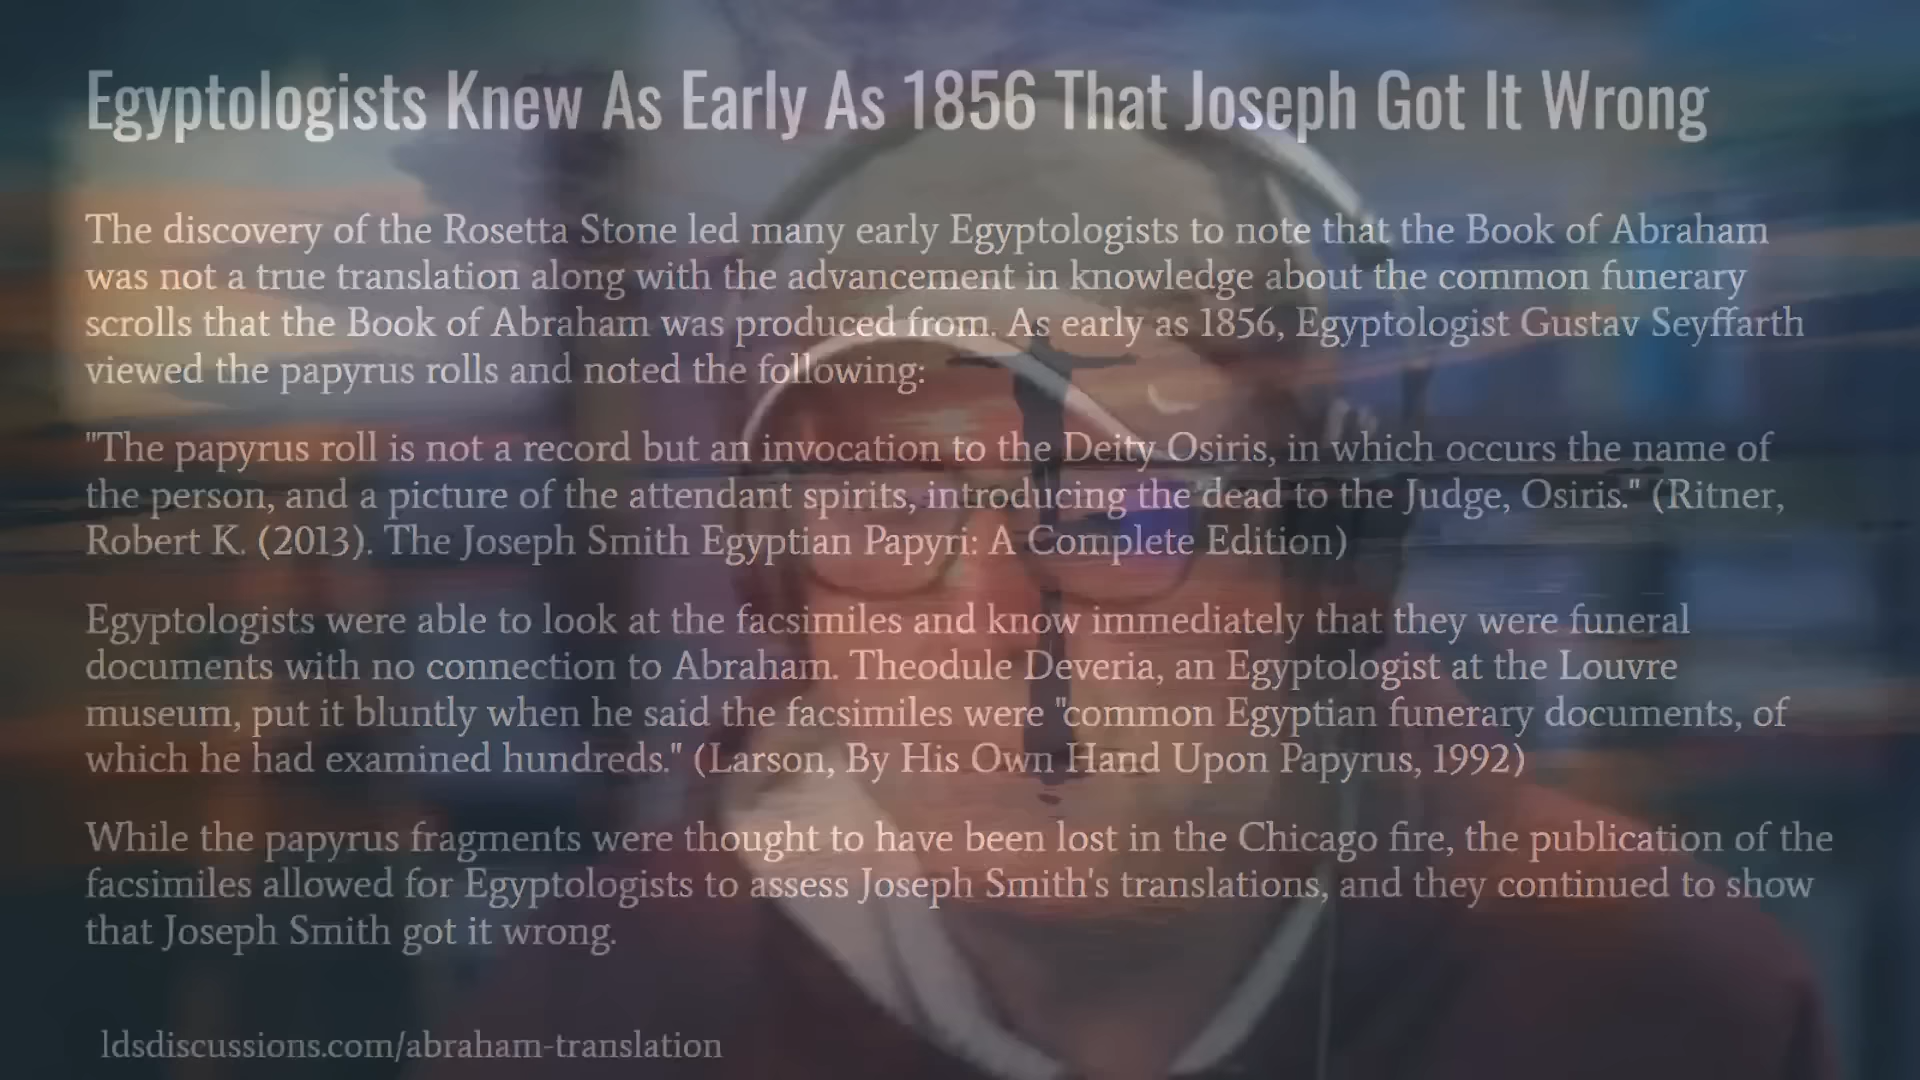 Egyptologists Knew As Early As 1856 That Joseph Got It Wrong
The discovery of the Rosetta Stone led many early Egyptologists to note that the Book of Abraham
was not a true translation along with the advancement in knowledge about the common funerary
scrolls that the Book of Abraham was produced from. As early as 1856, Egyptologist Gustav Seyffarth
viewed the papyrus rolls and noted the following:
"The papyrus roll is not a record but an invocation to the Deity Osiris, in which occurs the name of
the person, and a picture of the attendant spirits, introducing the dead to the Judge, Osiris." (Ritner,
Robert K. (2013). The Joseph Smith Egyptian Papyri: A Complete Edition)
Egyptologists were able to look at the facsimiles and know immediately that they were funeral
documents with no connection to Abraham. Theodule Deveria, an Egyptologist at the Louvre
museum, put it bluntly when he said the facsimiles were "common Egyptian funerary documents, of
which he had examined hundreds." (Larson, By His Own Hand Upon Papyrus, 1992)
While the papyrus fragments were thought to have been lost in the Chicago fire, the publication of the
facsimiles allowed for Egyptologists to assess Joseph Smith's translations, and they continued to show
that Joseph Smith got it wrong.
ldsdiscussions.com/abraham-translation